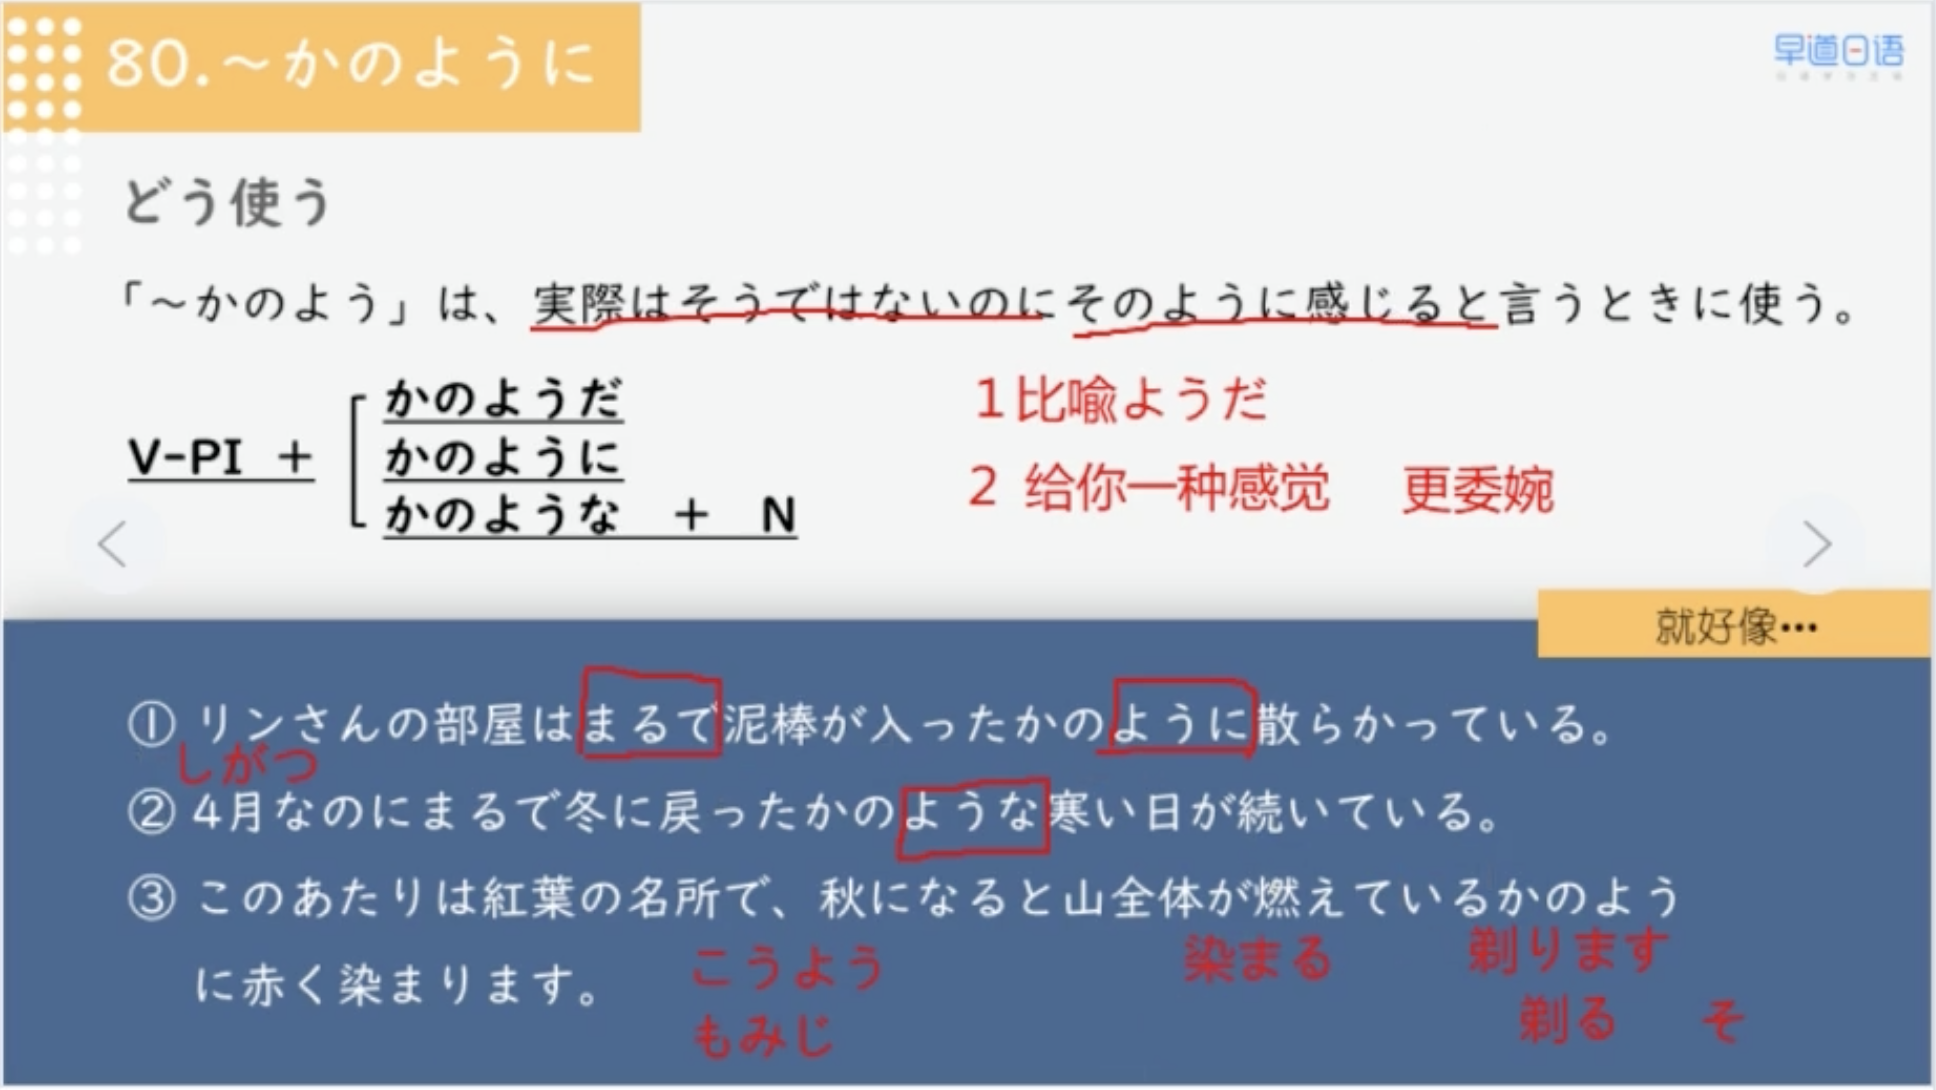 80.～かのように
早道日语
どう使う
「～かのよう」は、実際はそうではないのにそのように感じると言うときに使う。
かのようだ
V-PI + かのように
かのような + N
1比喩ようだ
2 给你一种感觉 更委婉
就好像…
① リンさんの部屋はまるで泥棒が入ったかのように散らかっている。
しがつ
② 4月なのにまるで冬に戻ったかのような寒い日が続いている。
③ このあたりは紅葉の名所で、秋になると山全体が燃えているかのよう
に赤く染まります。
こうよう 染まる 剃ります
もみじ 剃る そ